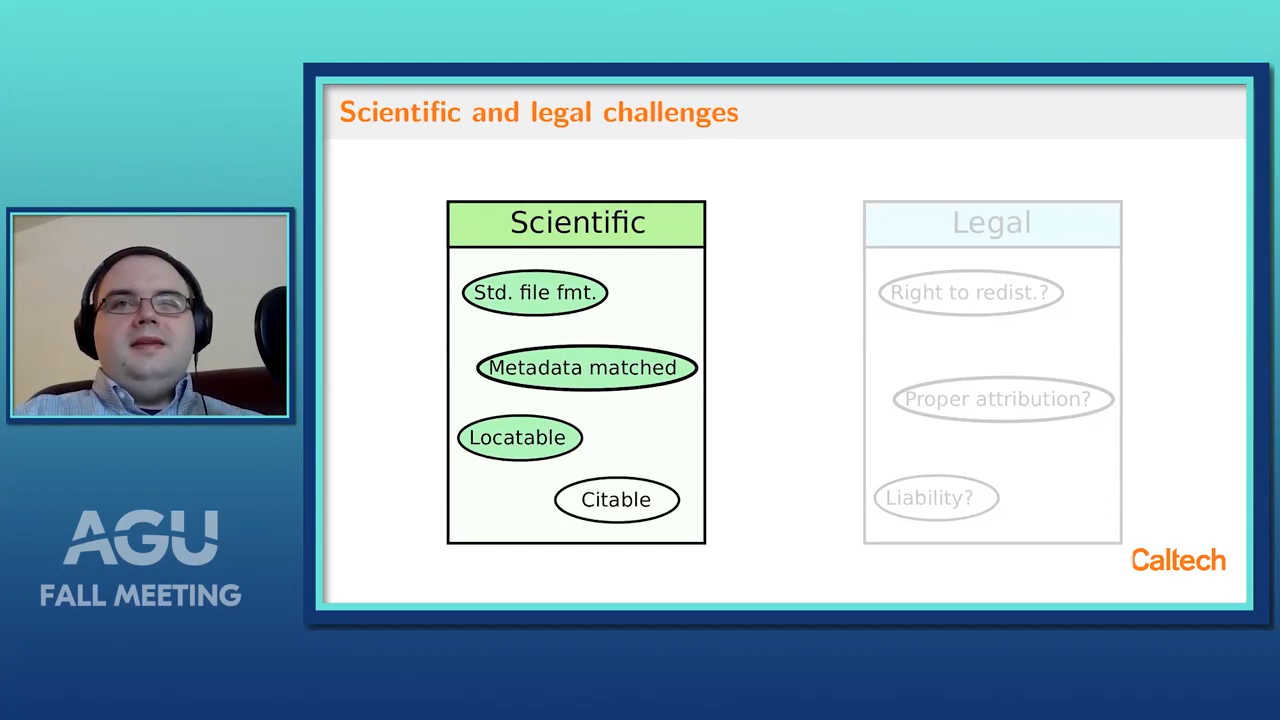 Scientific and legal challenges
Scientific
Std. file fmt.
Metadata matched
Locatable
Citable
Legal
Right to redist.?
Proper attribution?
Liability?
Caltech
AGU
FALL MEETING